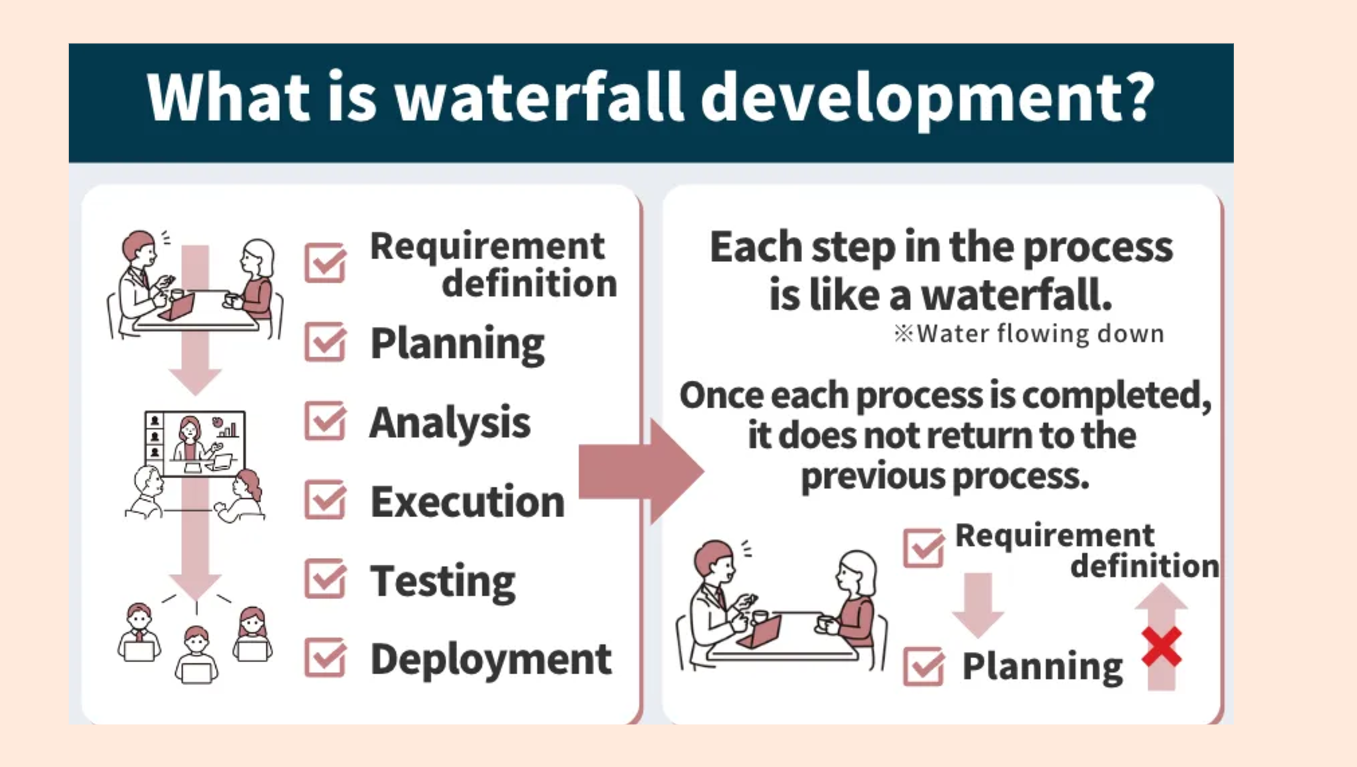 What is waterfall development?
Requirement
definition
Planning
Analysis
Execution
Testing
Deployment
Each step in the process
is like a waterfall.
※Water flowing down
Once each process is completed,
it does not return to the
previous process.
Requirement
definition
Planning